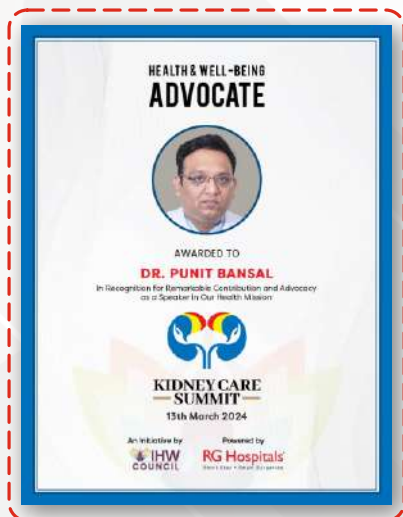 HEALTH & WELL-BEING
ADVOCATE
AWARDED TO
DR. PUNIT BANSAL
In Recognition for Remarkable Contribution and Advocacy
as a Speaker in Our Health Mission
KIDNEY CARE
SUMMIT
13th March 2024
An Initiative by
Powered by
IHW
COUNCIL
RG Hospitals